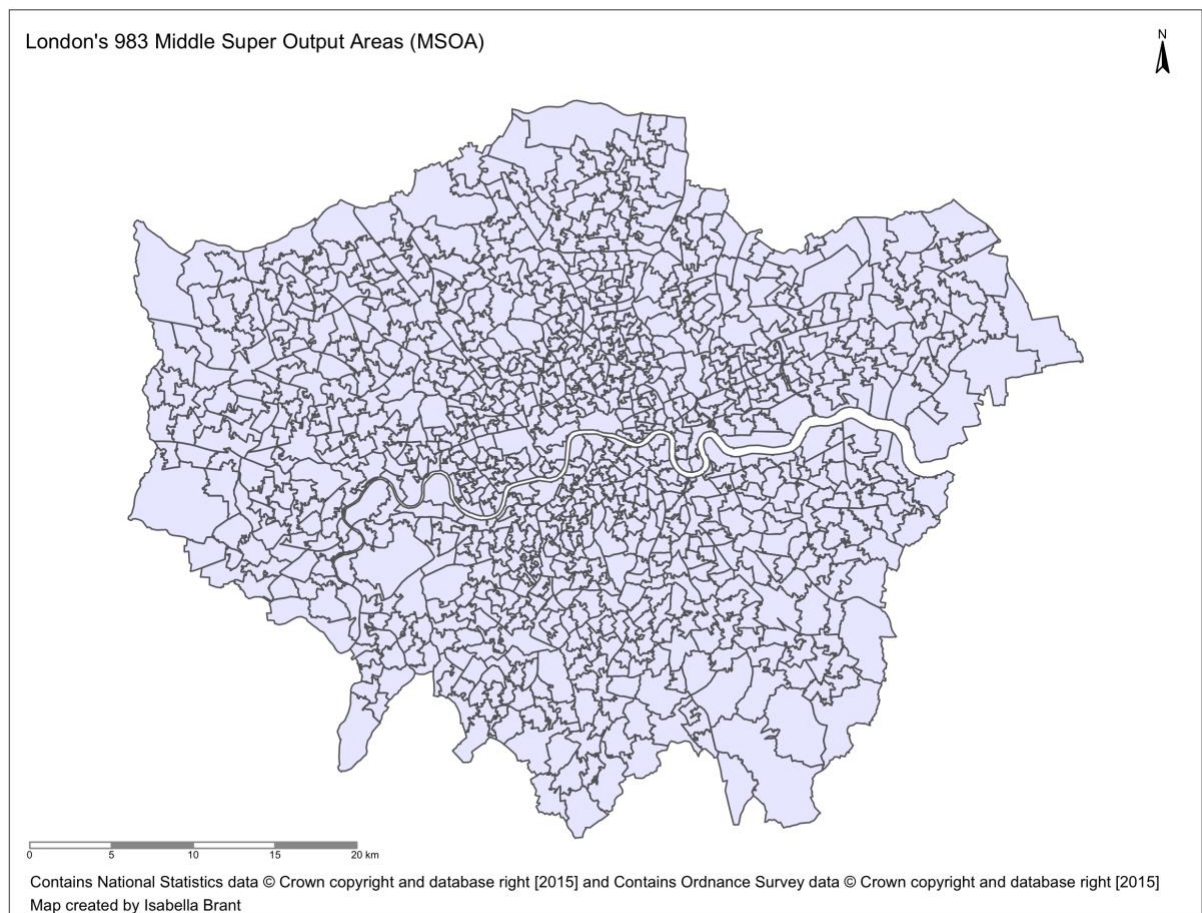 London's 983 Middle Super Output Areas (MSOA)
N
0 5 10 15 20 km
Contains National Statistics data © Crown copyright and database right [2015] and Contains Ordnance Survey data © Crown copyright and database right [2015]
Map created by Isabella Brant